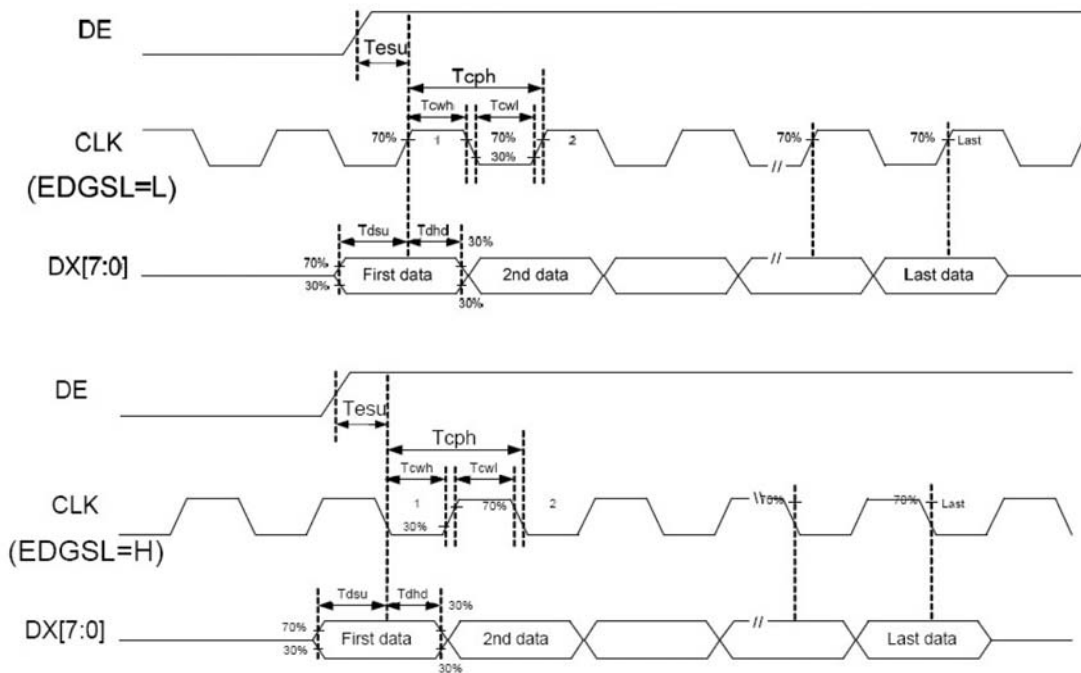 DE
Tesu
Tcph
Tcwh Tcwl
CLK 70% 1 70% 2 70% 70% Last
30%
(EDGSL=L)
//
Tdsu Tdhd 30%
DX[7:0] 70% First data 2nd data // Last data
30% 30%
DE
Tesu
Tcph
Tcwh Tcwl
CLK 1 70% 2 \\ 70% 70% Last
30%
(EDGSL=H)
Tdsu Tdhd 30%
DX[7:0] 70% First data 2nd data // Last data
30% 30%